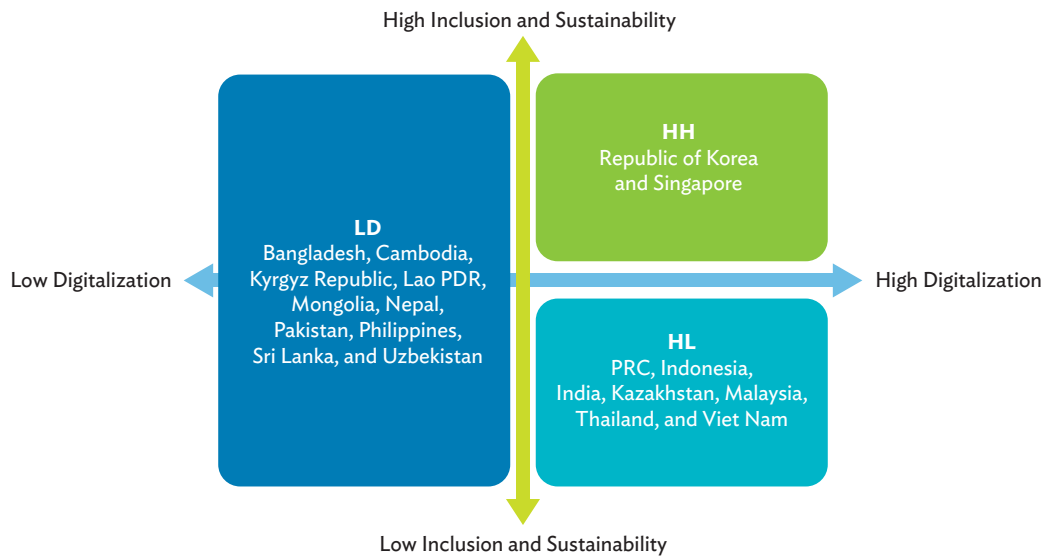 High Inclusion and Sustainability
HH
Republic of Korea
and Singapore
LD
Bangladesh, Cambodia,
Kyrgyz Republic, Lao PDR,
Mongolia, Nepal,
Pakistan, Philippines,
Sri Lanka, and Uzbekistan
Low Digitalization
High Digitalization
HL
PRC, Indonesia,
India, Kazakhstan, Malaysia,
Thailand, and Viet Nam
Low Inclusion and Sustainability